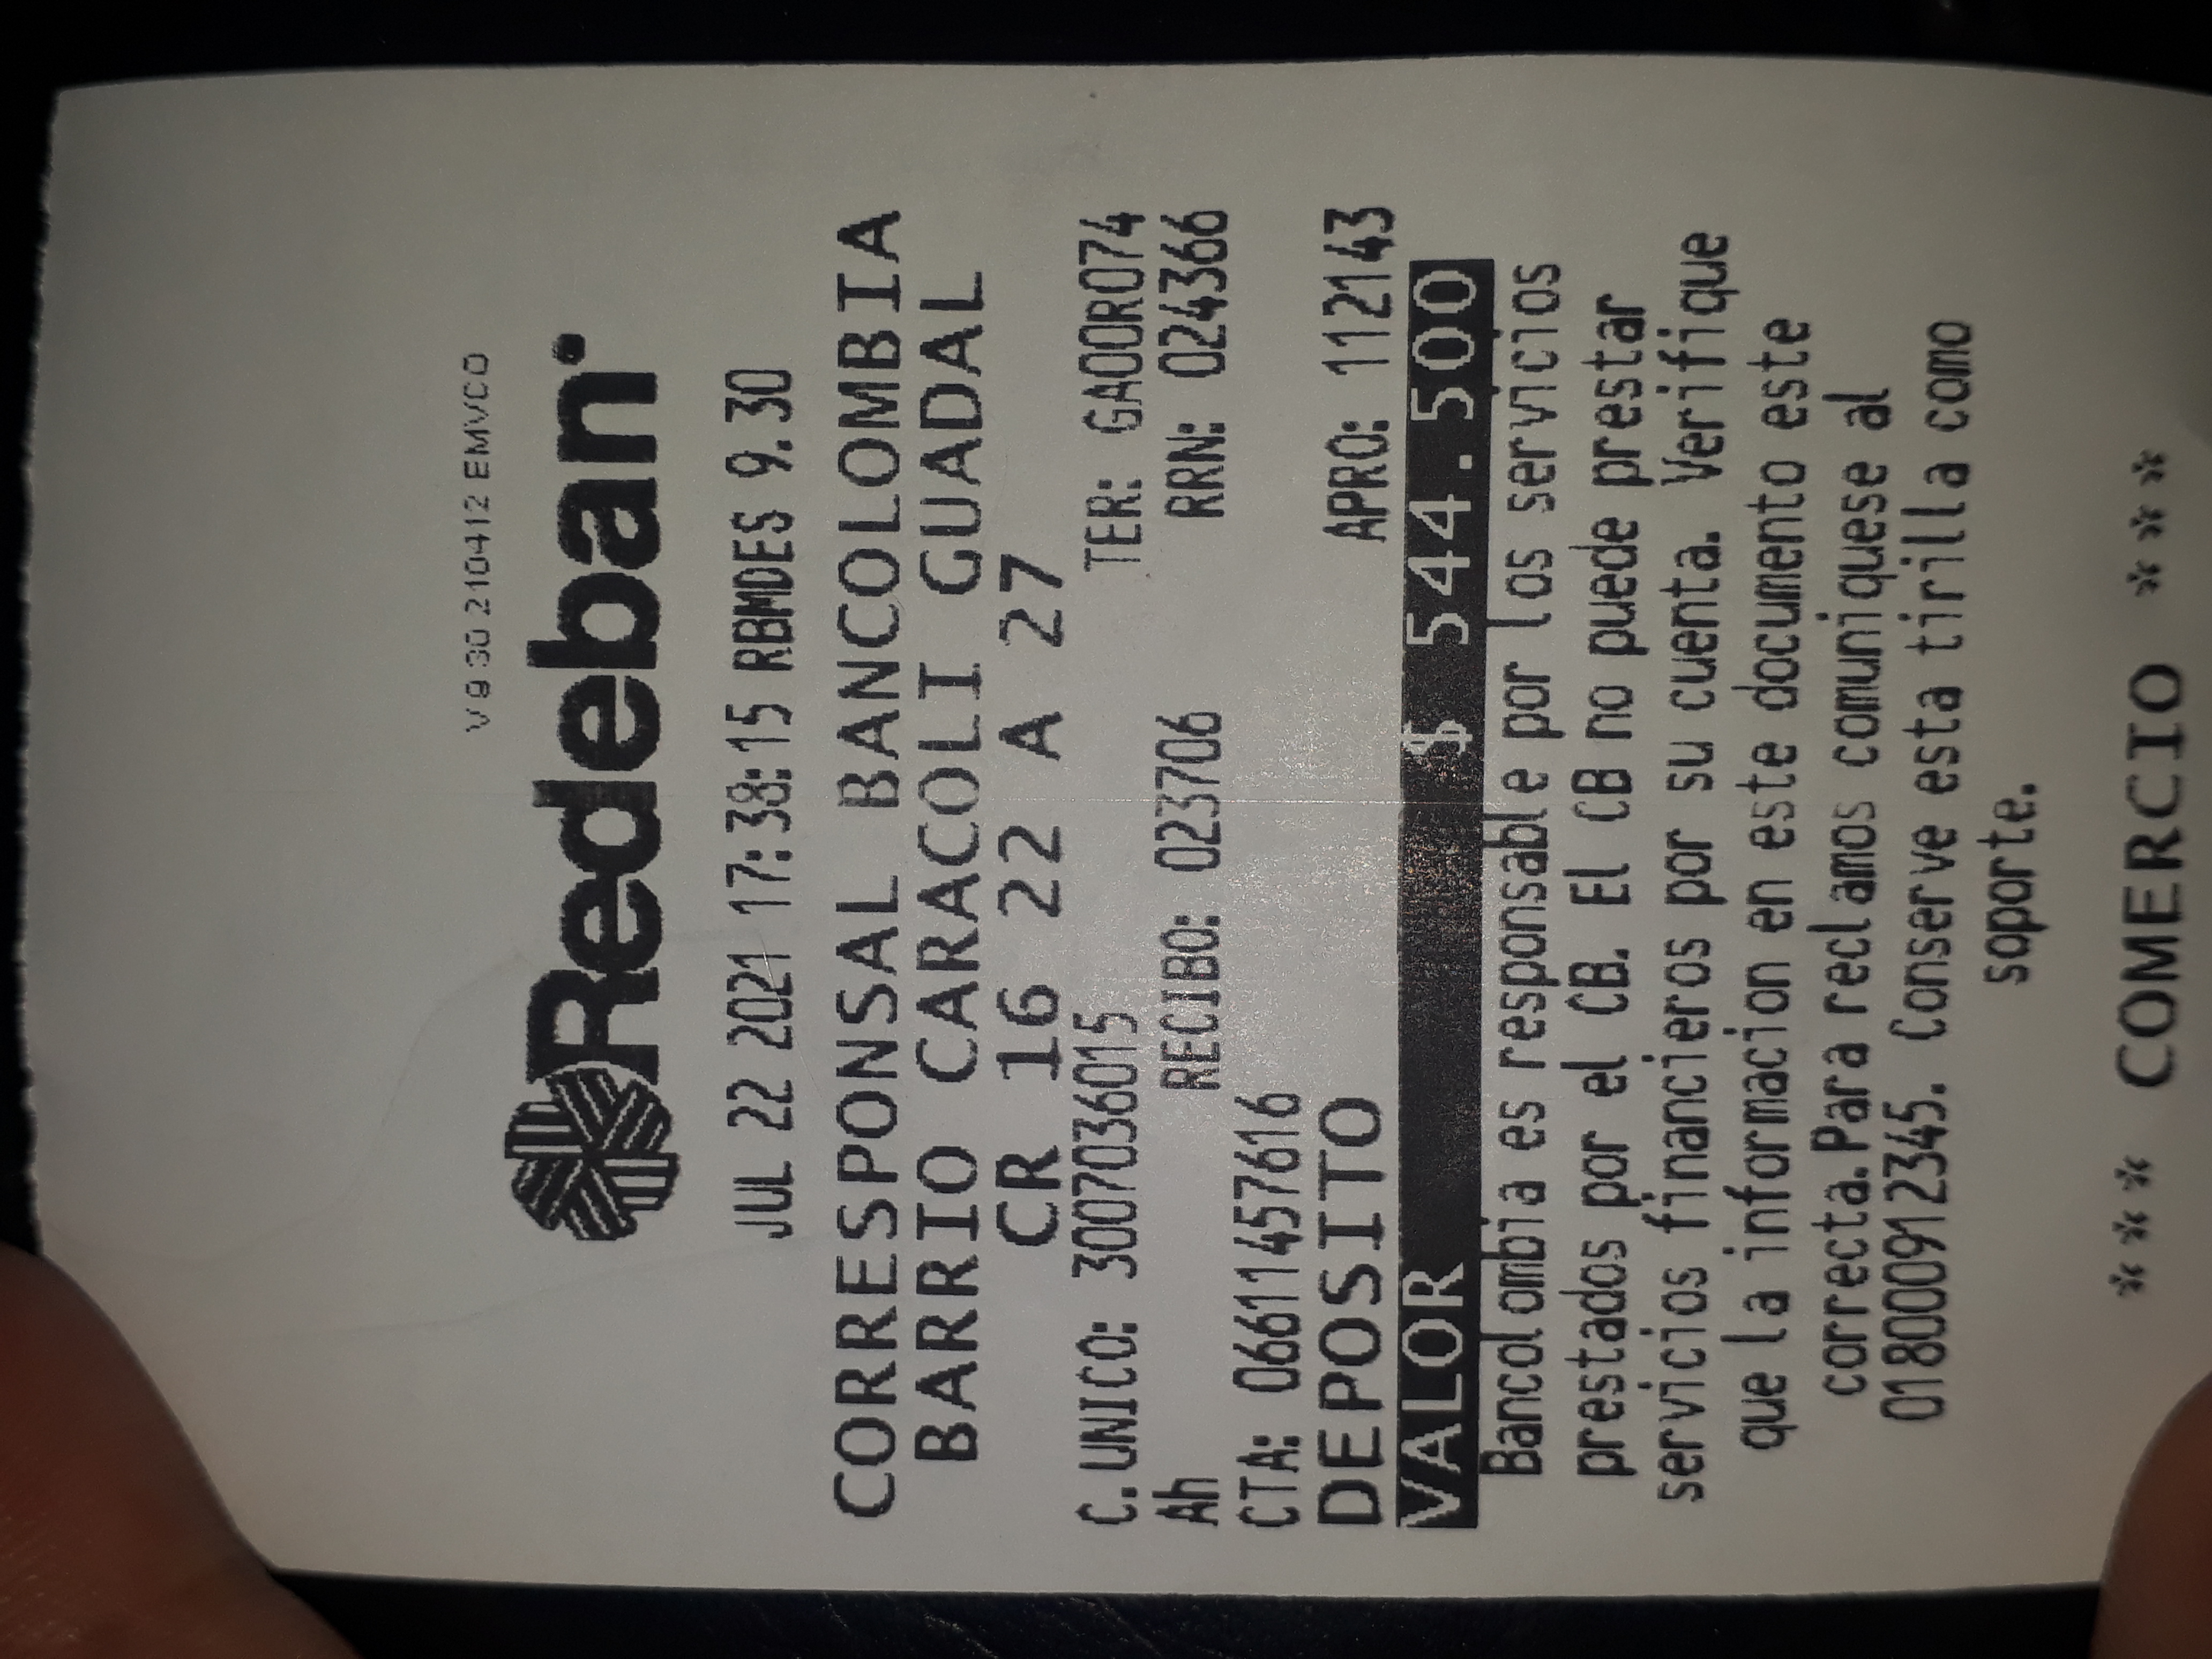 V 9 30 210412 EMVCO
Redeban
JUL 22 2021 17:38:15 RBMDES 9.30
CORRESPONSAL BANCOLOMBIA
BARRIO CARACOLI GUADAL
CR 16 22 A 27
C.UNICO: 3007036015 TER: GA00R074
Ah RECIBO: 023706 RRN: 024366
CTA: 06611457616
DEPOSITO APRO: 112143
VALOR $ 544.500
Bancolombia es responsable por los servicios
prestados por el CB. El CB no puede prestar
servicios financieros por su cuenta. Verifique
que la informacion en este documento este
correcta.Para reclamos comuniquese al
018000912345. Conserve esta tirilla como
soporte.
*** COMERCIO ***